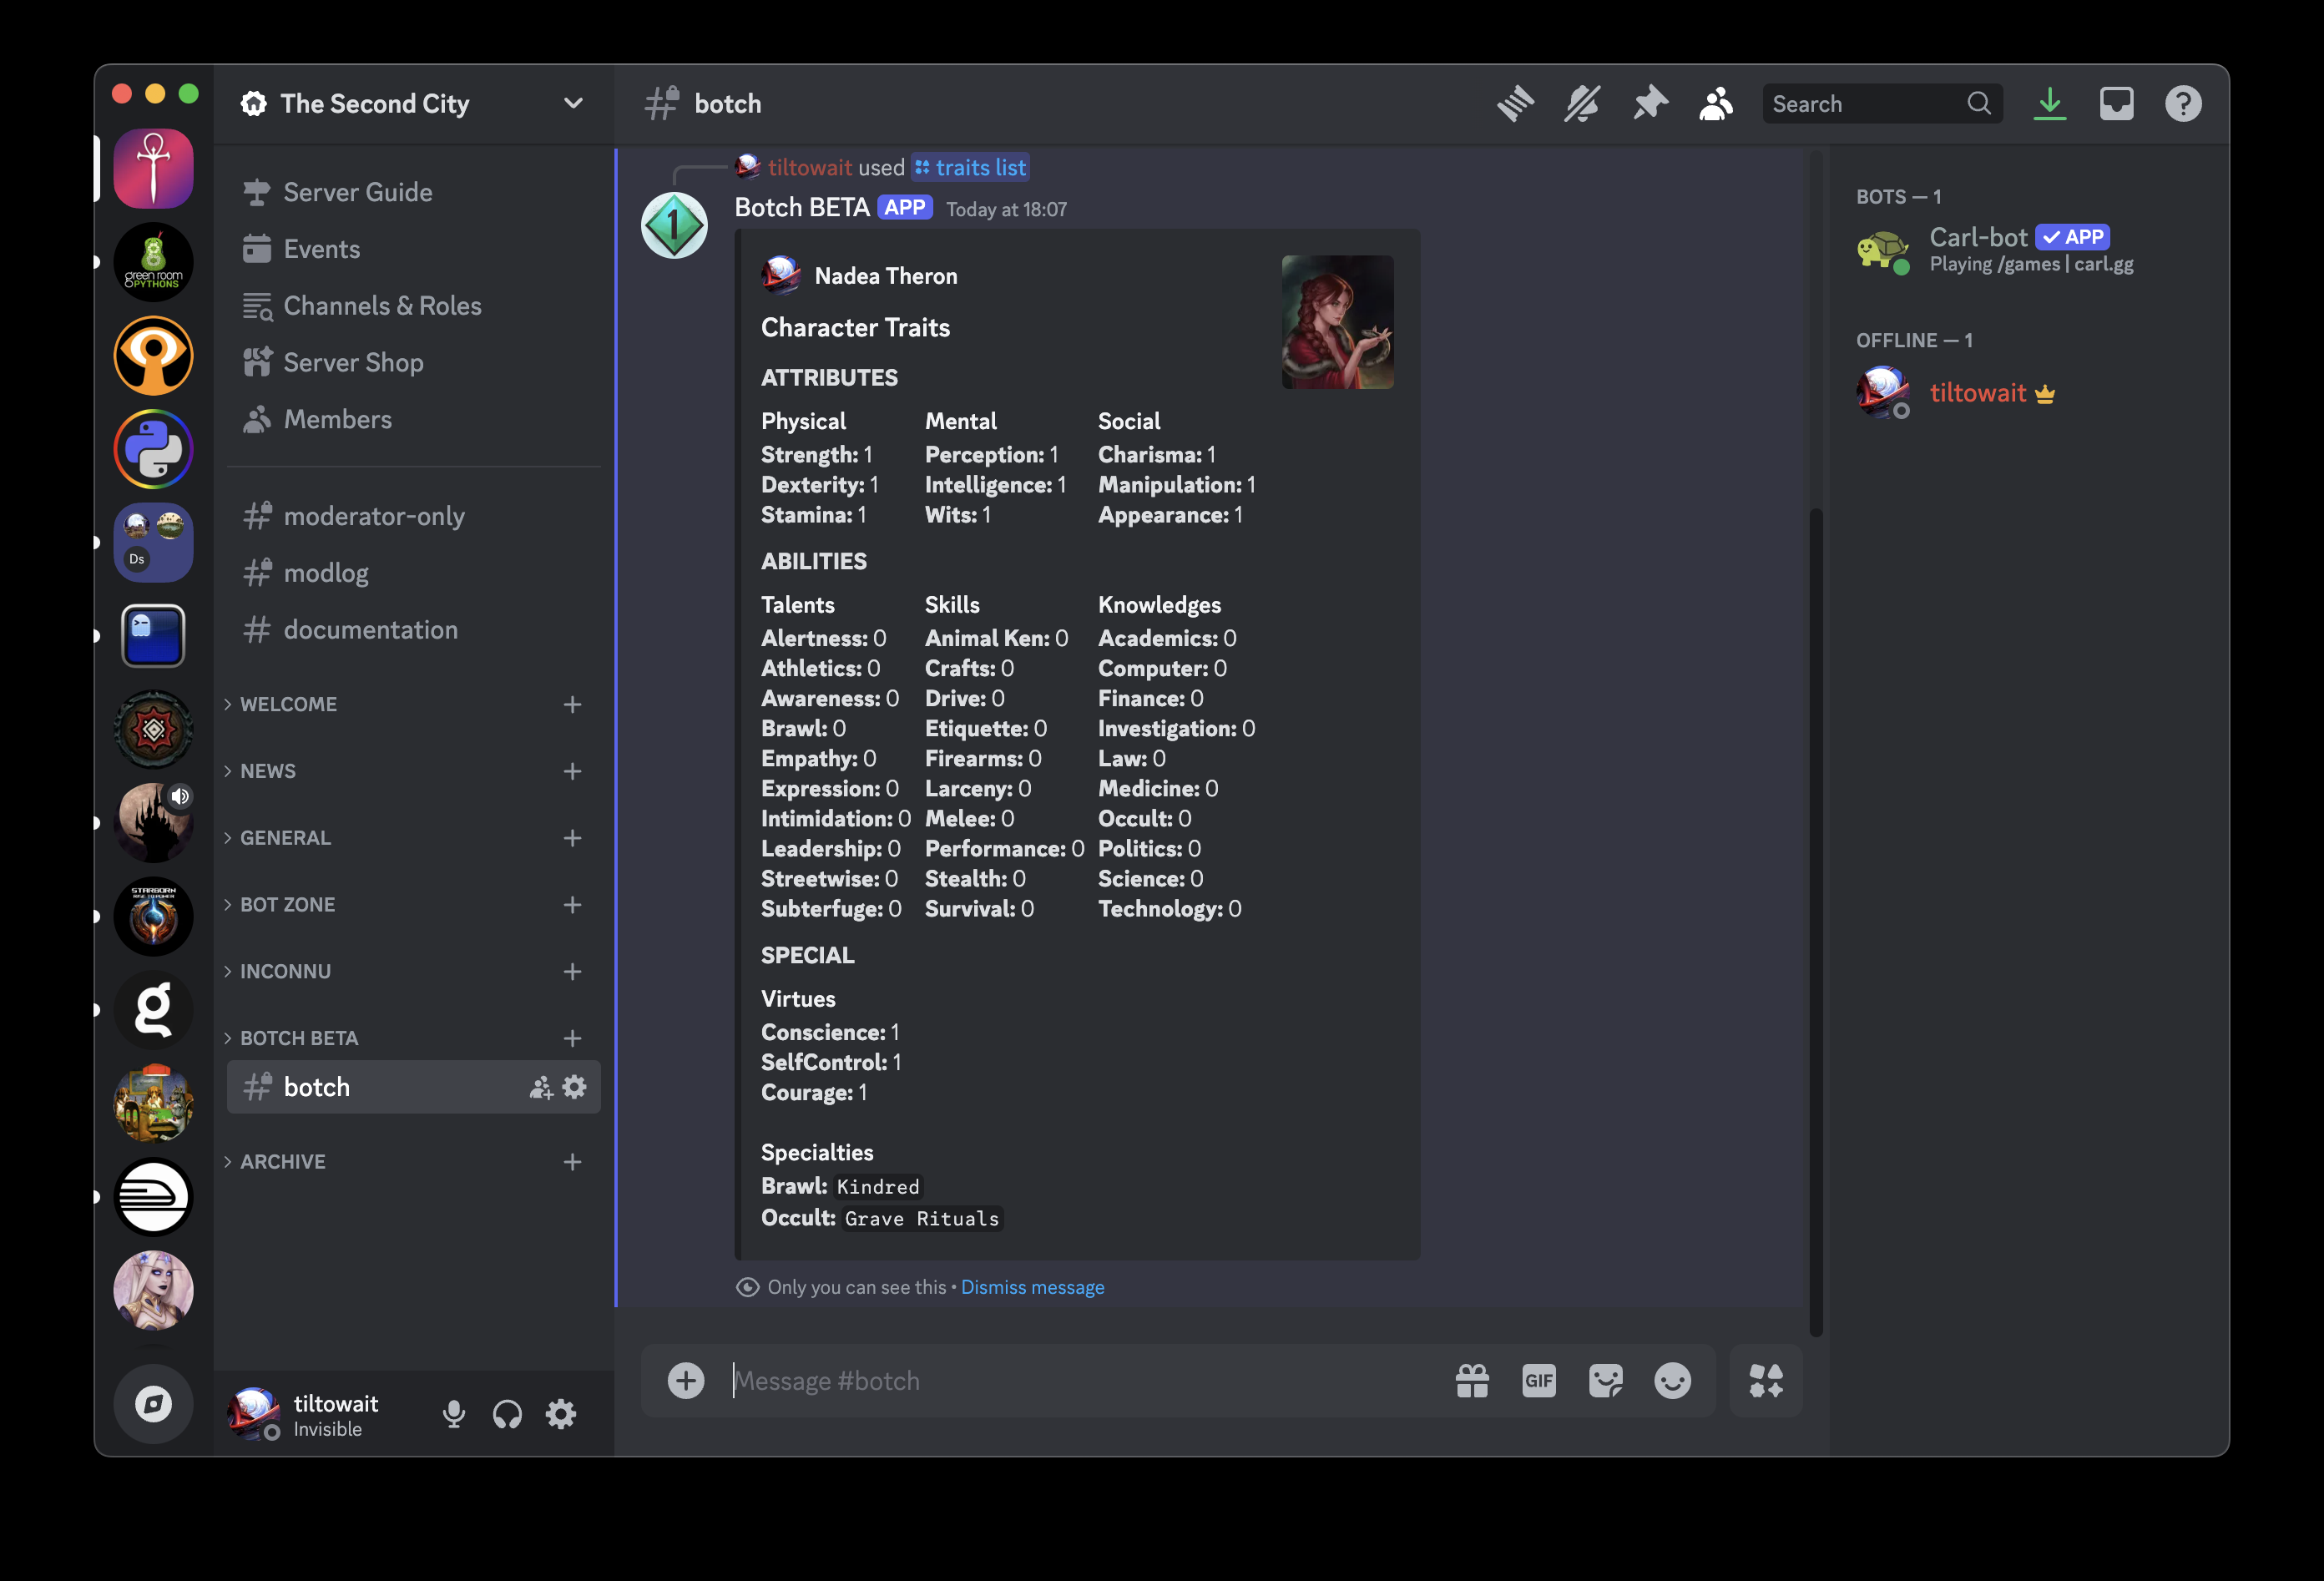 The Second City
botch
Search
Server Guide
Events
Channels & Roles
Server Shop
Members
moderator-only
modlog
documentation
WELCOME
NEWS
GENERAL
BOT ZONE
INCONNU
BOTCH BETA
botch
ARCHIVE
green room
PYTHONS
Ds
STARBORN
g
tiltowait
Invisible
tiltowait used traits list
1
Botch BETA APP Today at 18:07
Nadea Theron
Character Traits
ATTRIBUTES
Physical Mental Social
Strength: 1 Perception: 1 Charisma: 1
Dexterity: 1 Intelligence: 1 Manipulation: 1
Stamina: 1 Wits: 1 Appearance: 1
ABILITIES
Talents Skills Knowledges
Alertness: 0 Animal Ken: 0 Academics: 0
Athletics: 0 Crafts: 0 Computer: 0
Awareness: 0 Drive: 0 Finance: 0
Brawl: 0 Etiquette: 0 Investigation: 0
Empathy: 0 Firearms: 0 Law: 0
Expression: 0 Larceny: 0 Medicine: 0
Intimidation: 0 Melee: 0 Occult: 0
Leadership: 0 Performance: 0 Politics: 0
Streetwise: 0 Stealth: 0 Science: 0
Subterfuge: 0 Survival: 0 Technology: 0
SPECIAL
Virtues
Conscience: 1
SelfControl: 1
Courage: 1
Specialties
Brawl: Kindred
Occult: Grave Rituals
Only you can see this • Dismiss message
Message #botch
GIF
BOTS — 1
Carl-bot APP
Playing /games | carl.gg
OFFLINE — 1
tiltowait